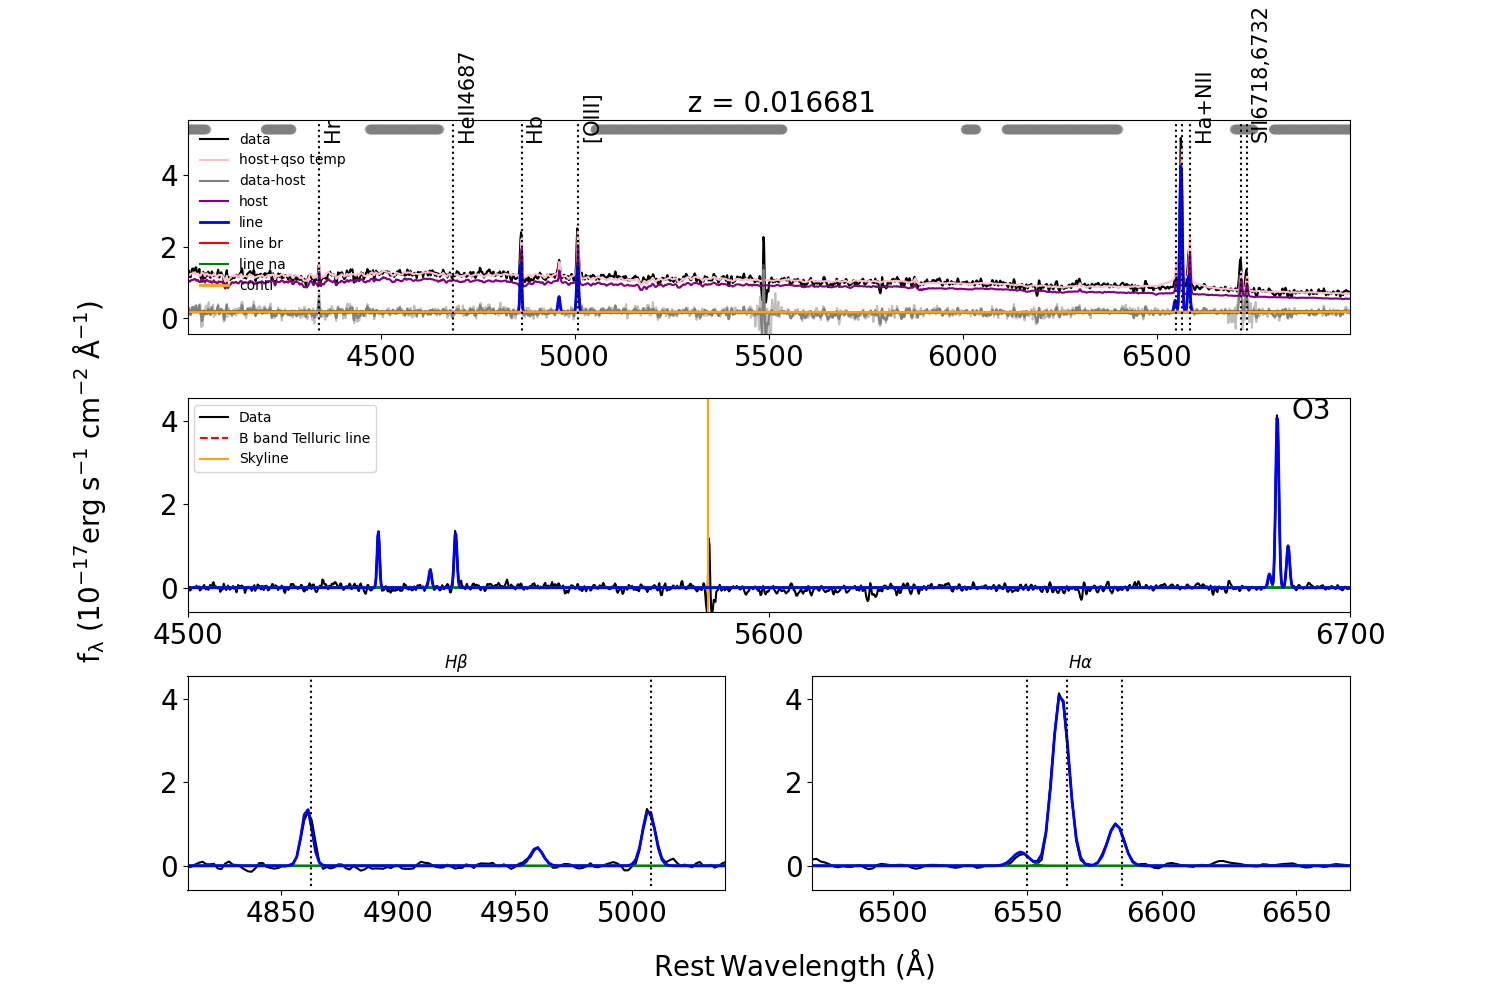 z = 0.016681
Hr
HeII4687
Hb
[OIII]
Ha+NII
SII6718,6732
data
host+qso temp
data-host
host
line
line br
line na
conti
4
2
0
4500 5000 5500 6000 6500
Data
B band Telluric line
Skyline
O3
4
2
0
4500 5600 6700
fλ (10⁻¹⁷erg s⁻¹ cm⁻² Å⁻¹)
Hβ
4
2
0
4850 4900 4950 5000
Hα
4
2
0
6500 6550 6600 6650
Rest Wavelength (Å)